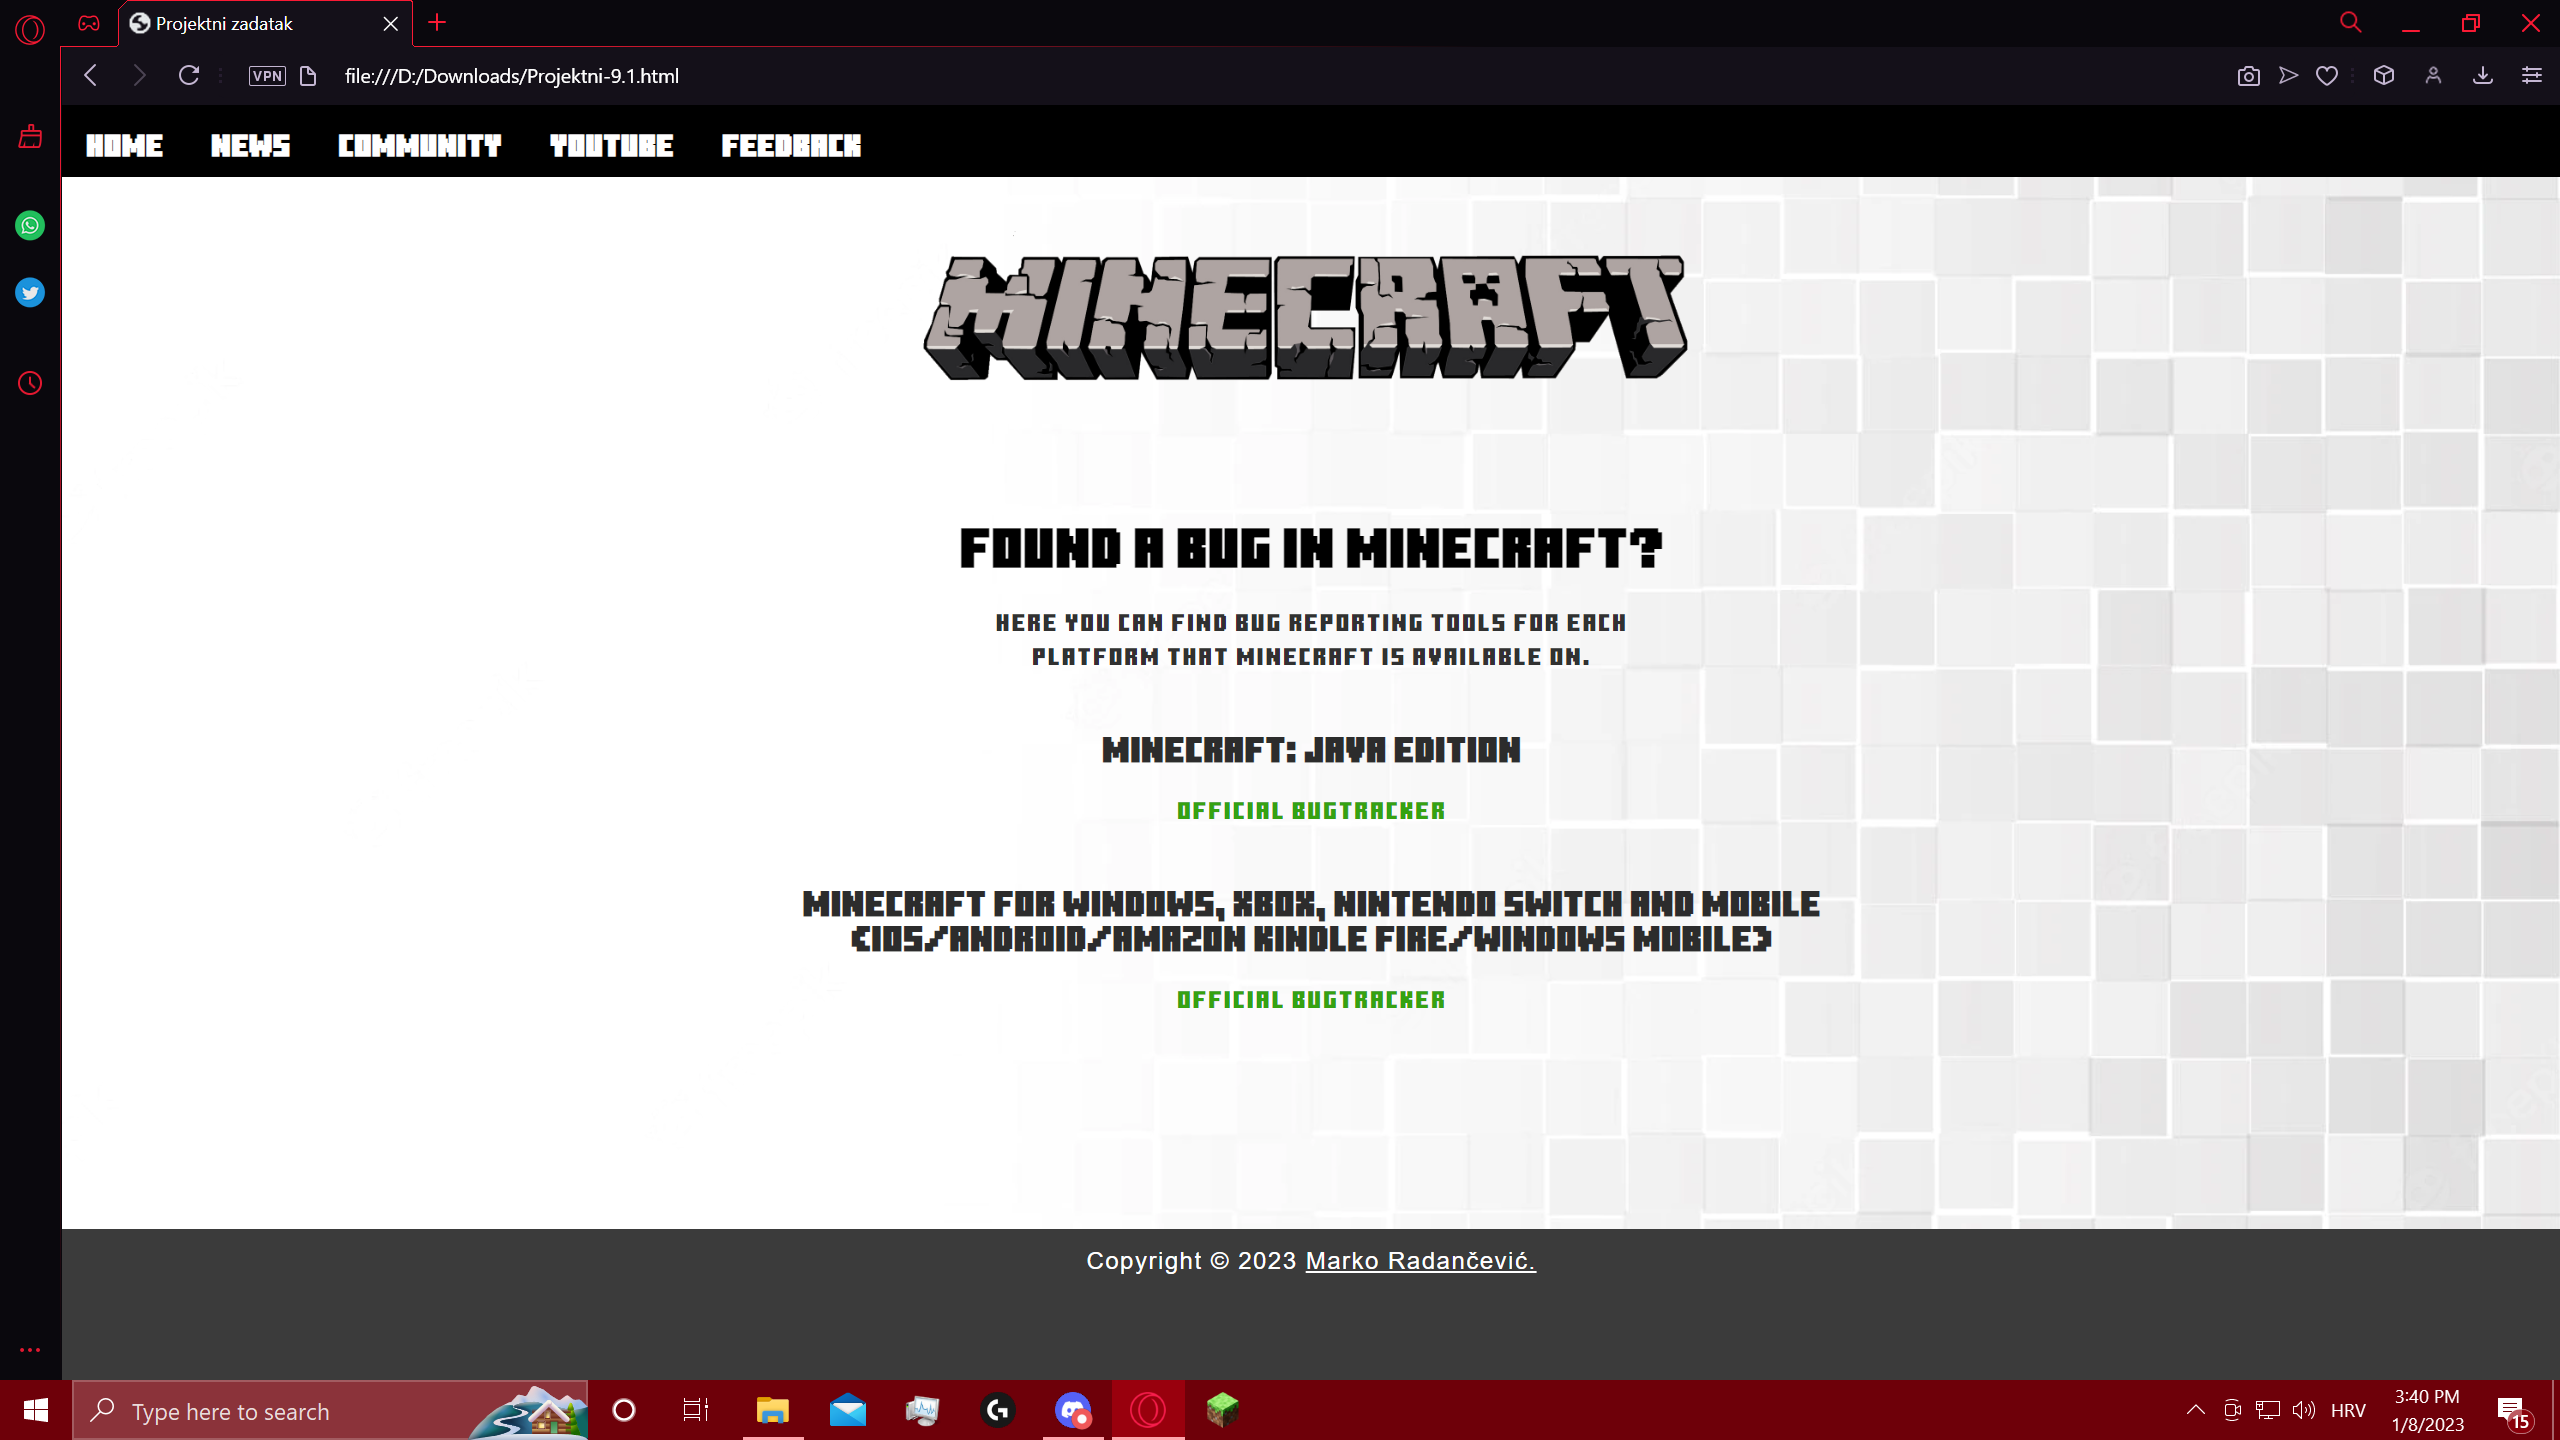 Projektni zadatak
VPN
file:///D:/Downloads/Projektni-9.1.html
HOME NEWS COMMUNITY YOUTUBE FEEDBACK
MINECRAFT
FOUND A BUG IN MINECRAFT?
HERE YOU CAN FIND BUG REPORTING TOOLS FOR EACH
PLATFORM THAT MINECRAFT IS AVAILABLE ON.
MINECRAFT: JAVA EDITION
OFFICIAL BUGTRACKER
MINECRAFT FOR WINDOWS, XBOX, NINTENDO SWITCH AND MOBILE
(IOS/ANDROID/AMAZON KINDLE FIRE/WINDOWS MOBILE)
OFFICIAL BUGTRACKER
Copyright © 2023 Marko Radančević.
Type here to search
HRV
3:40 PM
1/8/2023
15